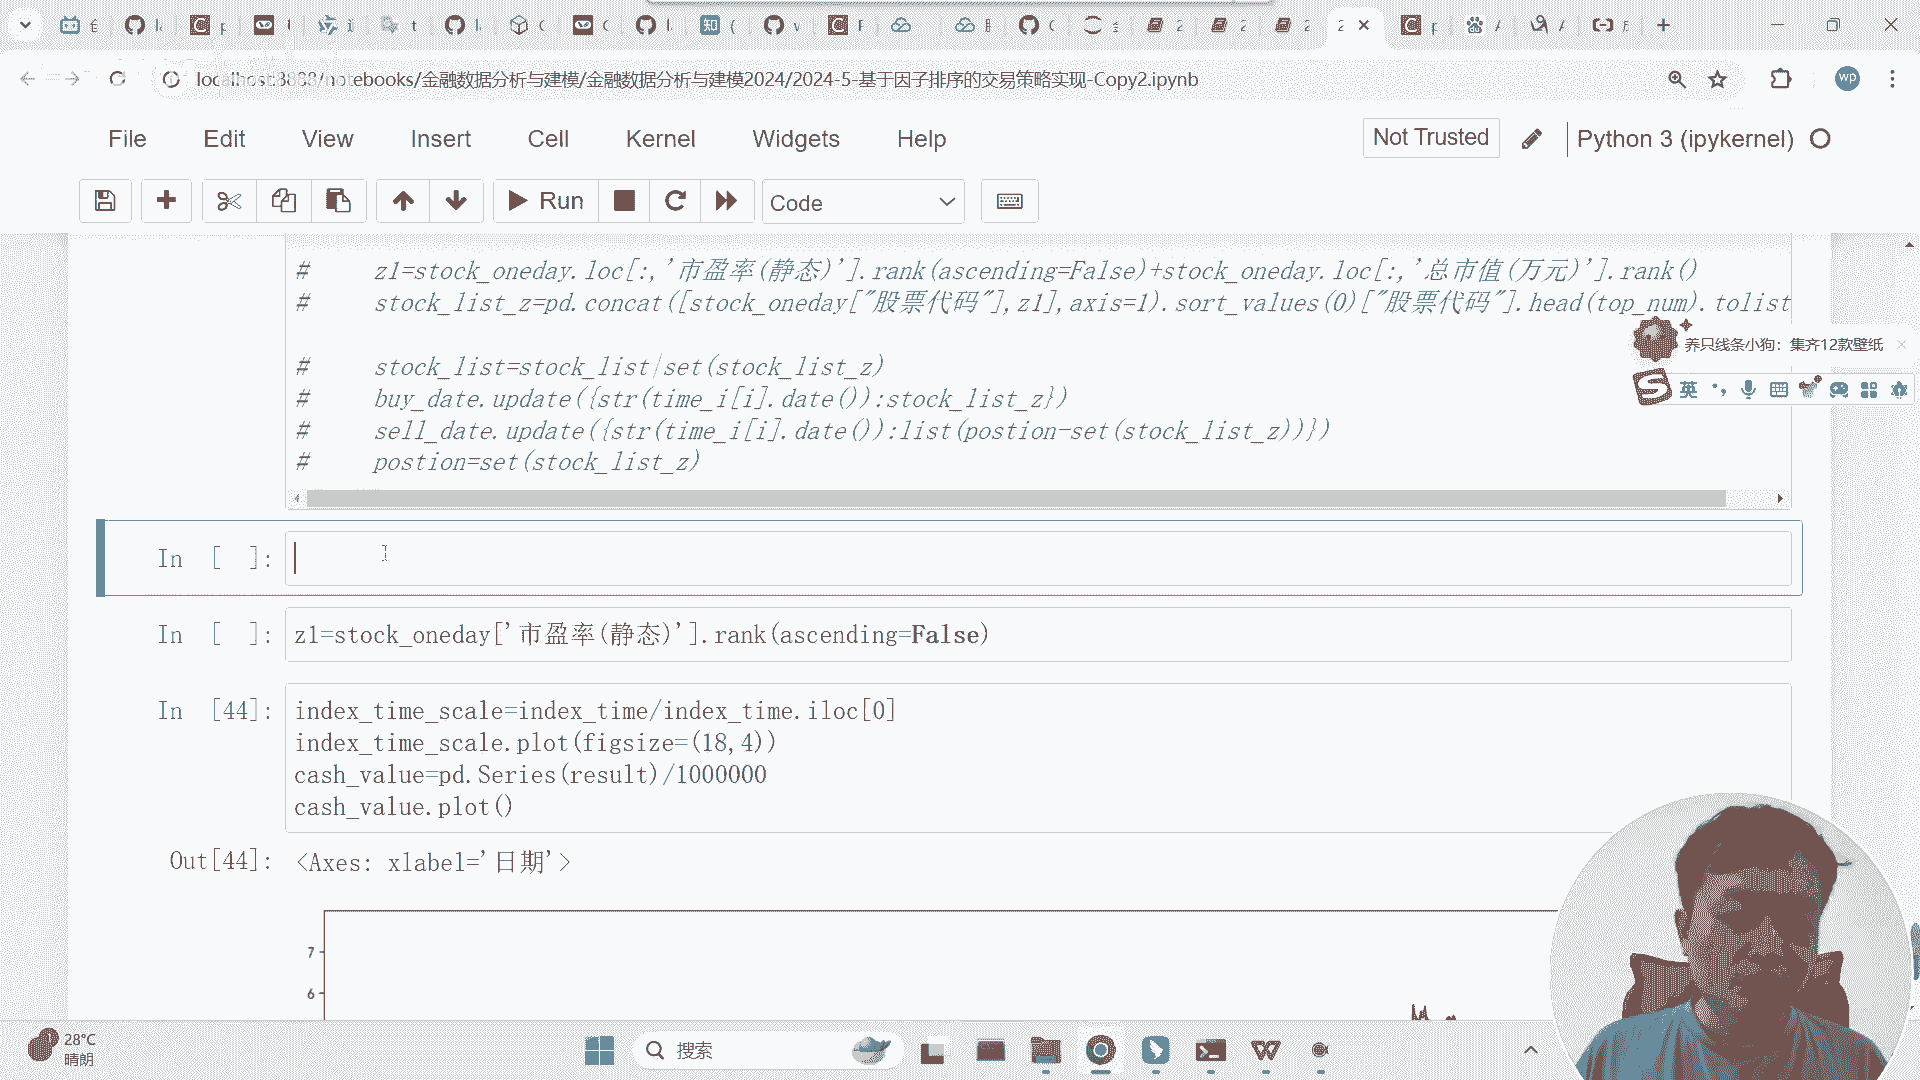 localhost:8888/notebooks/金融数据分析与建模/金融数据分析与建模2024/2024-5-基于因子排序的交易策略实现-Copy2.ipynb
wp
File Edit View Insert Cell Kernel Widgets Help
Not Trusted
Python 3 (ipykernel)
Run
Code
# z1=stock_oneday.loc[:,'市盈率(静态)'].rank(ascending=False)+stock_oneday.loc[:,'总市值(万元)'].rank()
# stock_list_z=pd.concat([stock_oneday["股票代码"],z1],axis=1).sort_values(0)["股票代码"].head(top_num).tolist
养只线条小狗：集齐12款壁纸
# stock_list=stock_list|set(stock_list_z)
英
# buy_date.update({str(time_i[i].date()):stock_list_z})
# sell_date.update({str(time_i[i].date()):list(postion-set(stock_list_z))})
# postion=set(stock_list_z)
In [ ]:
In [ ]: z1=stock_oneday['市盈率(静态)'].rank(ascending=False)
In [44]: index_time_scale=index_time/index_time.iloc[0]
index_time_scale.plot(figsize=(18,4))
cash_value=pd.Series(result)/1000000
cash_value.plot()
Out[44]: <Axes: xlabel='日期'>
7
6
28°C
晴朗
搜索